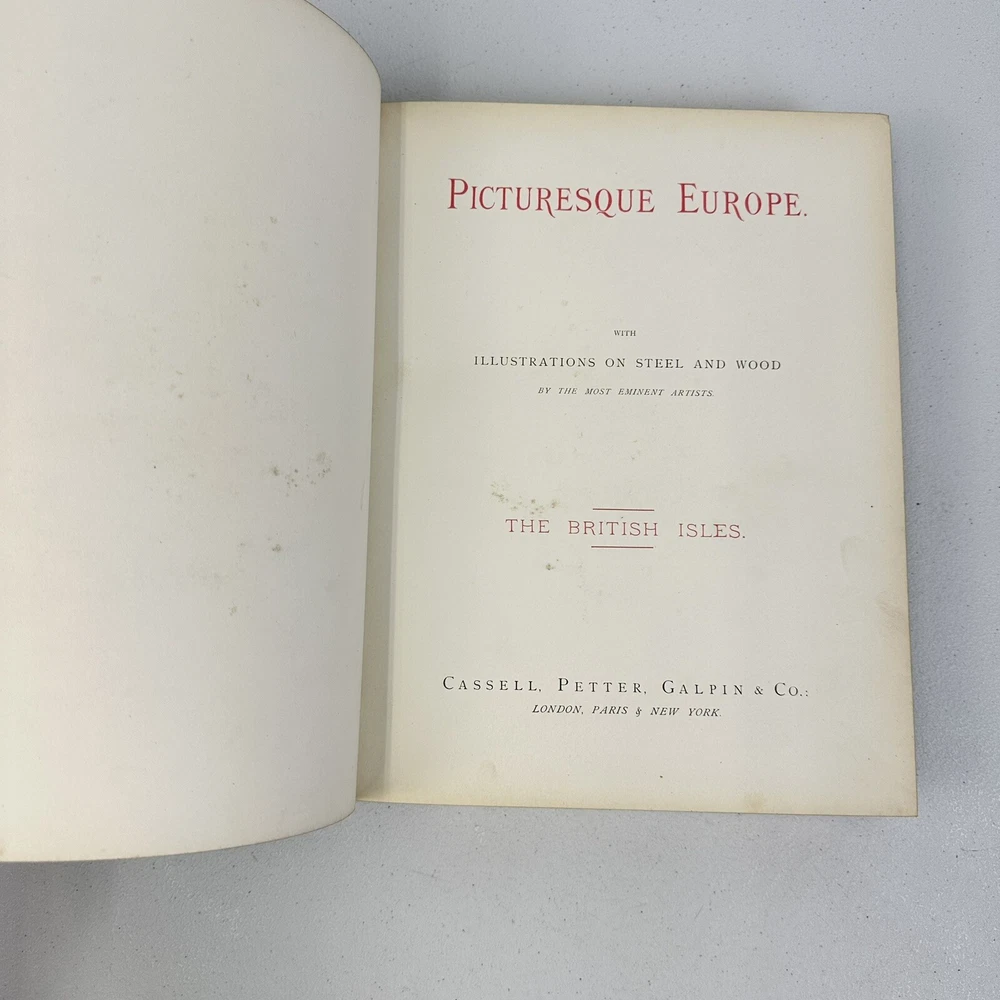 PICTURESQUE EUROPE.
WITH
ILLUSTRATIONS ON STEEL AND WOOD
BY THE MOST EMINENT ARTISTS.
THE BRITISH ISLES.
CASSELL, PETTER, GALPIN & CO.:
LONDON, PARIS & NEW YORK.